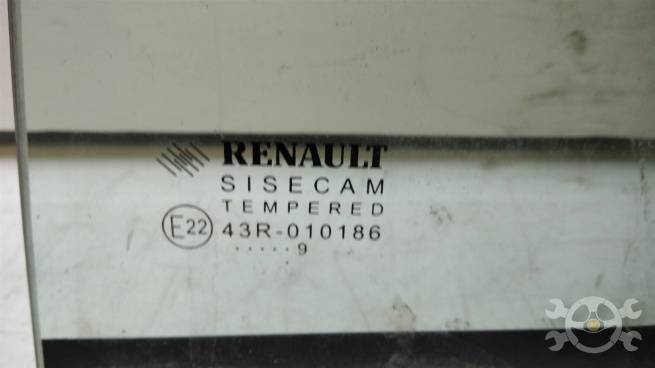 RENAULT
SISECAM
TEMPERED
E22 43R-010186
.....9